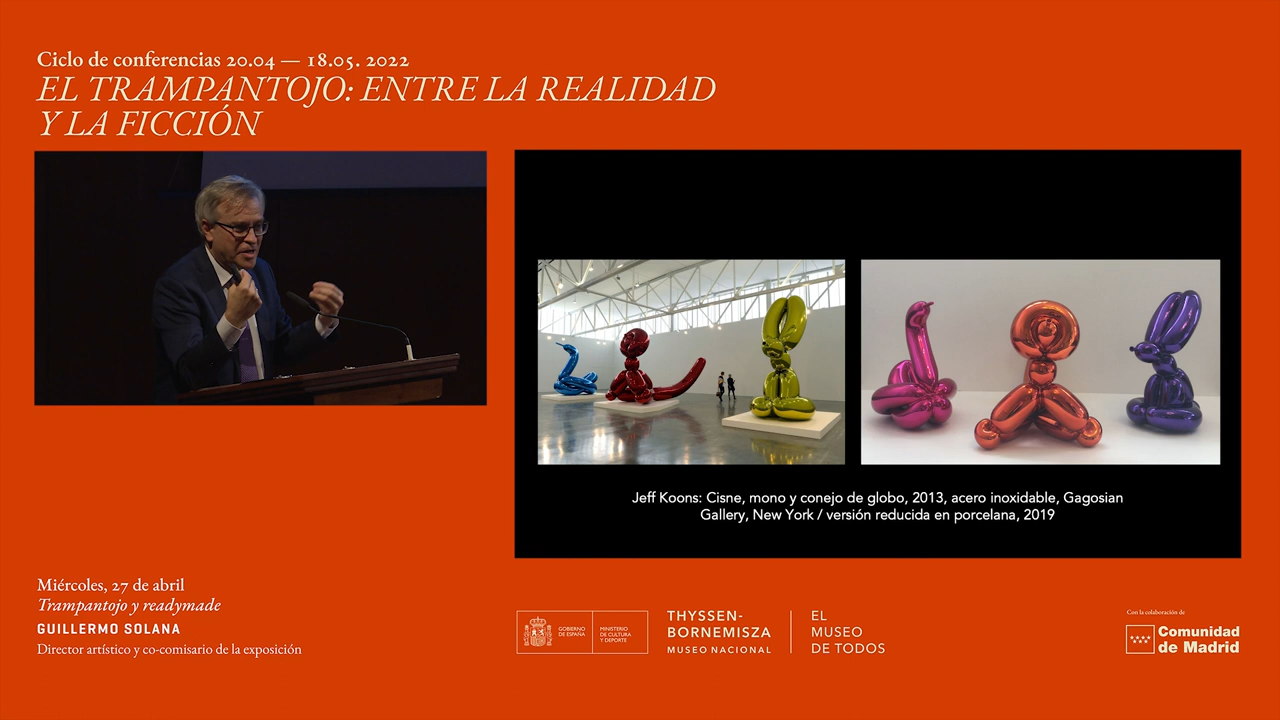 Ciclo de conferencias 20.04 — 18.05. 2022
EL TRAMPANTOJO: ENTRE LA REALIDAD
Y LA FICCIÓN
Jeff Koons: Cisne, mono y conejo de globo, 2013, acero inoxidable, Gagosian
Gallery, New York / versión reducida en porcelana, 2019
Miércoles, 27 de abril
Trampantojo y readymade
GUILLERMO SOLANA
Director artístico y co-comisario de la exposición
GOBIERNO
DE ESPAÑA
MINISTERIO
DE CULTURA
Y DEPORTE
THYSSEN-
BORNEMISZA
MUSEO NACIONAL
EL
MUSEO
DE TODOS
Con la colaboración de
Comunidad
de Madrid